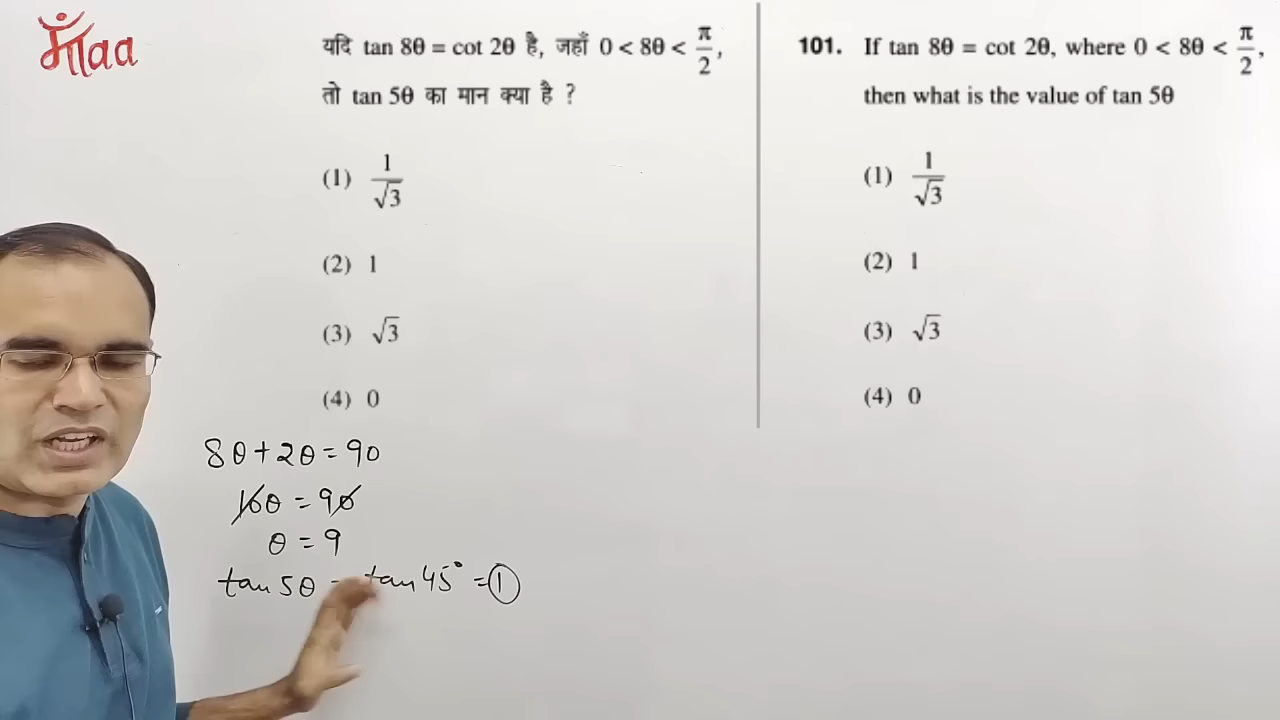 माँaa
यदि tan 8θ = cot 2θ है, जहाँ 0 < 8θ < π/2,
तो tan 5θ का मान क्या है ?
(1) 1/√3
(2) 1
(3) √3
(4) 0
8θ+2θ=90
10θ = 90
θ = 9
tan 5θ = tan 45° = 1
101. If tan 8θ = cot 2θ, where 0 < 8θ < π/2,
then what is the value of tan 5θ
(1) 1/√3
(2) 1
(3) √3
(4) 0